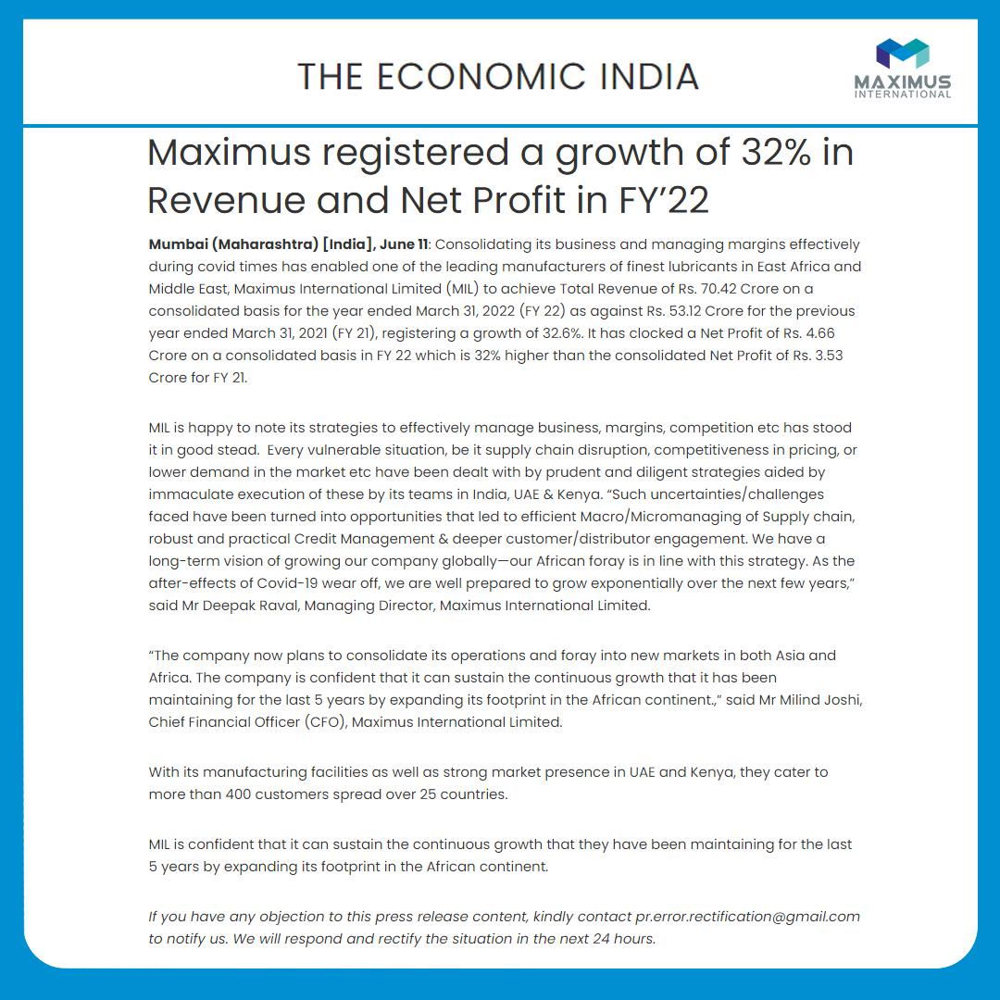 THE ECONOMIC INDIA
MAXIMUS
INTERNATIONAL
Maximus registered a growth of 32% in
Revenue and Net Profit in FY’22
Mumbai (Maharashtra) [India], June 11: Consolidating its business and managing margins effectively
during covid times has enabled one of the leading manufacturers of finest lubricants in East Africa and
Middle East, Maximus International Limited (MIL) to achieve Total Revenue of Rs. 70.42 Crore on a
consolidated basis for the year ended March 31, 2022 (FY 22) as against Rs. 53.12 Crore for the previous
year ended March 31, 2021 (FY 21), registering a growth of 32.6%. It has clocked a Net Profit of Rs. 4.66
Crore on a consolidated basis in FY 22 which is 32% higher than the consolidated Net Profit of Rs. 3.53
Crore for FY 21.
MIL is happy to note its strategies to effectively manage business, margins, competition etc has stood
it in good stead.  Every vulnerable situation, be it supply chain disruption, competitiveness in pricing, or
lower demand in the market etc have been dealt with by prudent and diligent strategies aided by
immaculate execution of these by its teams in India, UAE & Kenya. “Such uncertainties/challenges
faced have been turned into opportunities that led to efficient Macro/Micromanaging of Supply chain,
robust and practical Credit Management & deeper customer/distributor engagement. We have a
long-term vision of growing our company globally—our African foray is in line with this strategy. As the
after-effects of Covid-19 wear off, we are well prepared to grow exponentially over the next few years,”
said Mr Deepak Raval, Managing Director, Maximus International Limited.
“The company now plans to consolidate its operations and foray into new markets in both Asia and
Africa. The company is confident that it can sustain the continuous growth that it has been
maintaining for the last 5 years by expanding its footprint in the African continent.,” said Mr Milind Joshi,
Chief Financial Officer (CFO), Maximus International Limited.
With its manufacturing facilities as well as strong market presence in UAE and Kenya, they cater to
more than 400 customers spread over 25 countries.
MIL is confident that it can sustain the continuous growth that they have been maintaining for the last
5 years by expanding its footprint in the African continent.
If you have any objection to this press release content, kindly contact pr.error.rectification@gmail.com
to notify us. We will respond and rectify the situation in the next 24 hours.